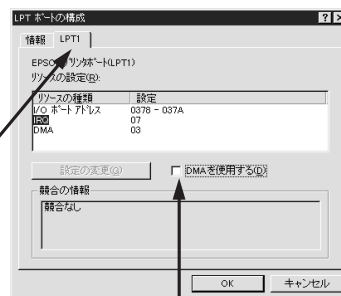 LPT ポートの構成
情報 LPT1
EPSON プリンタポート(LPT1)
リソースの設定(R):
リソースの種類 設定
I/O ポート アドレス 0378 - 037A
IRQ 07
DMA 03
設定の変更(C) DMAを使用する(D)
競合の情報
競合なし
OK キャンセル